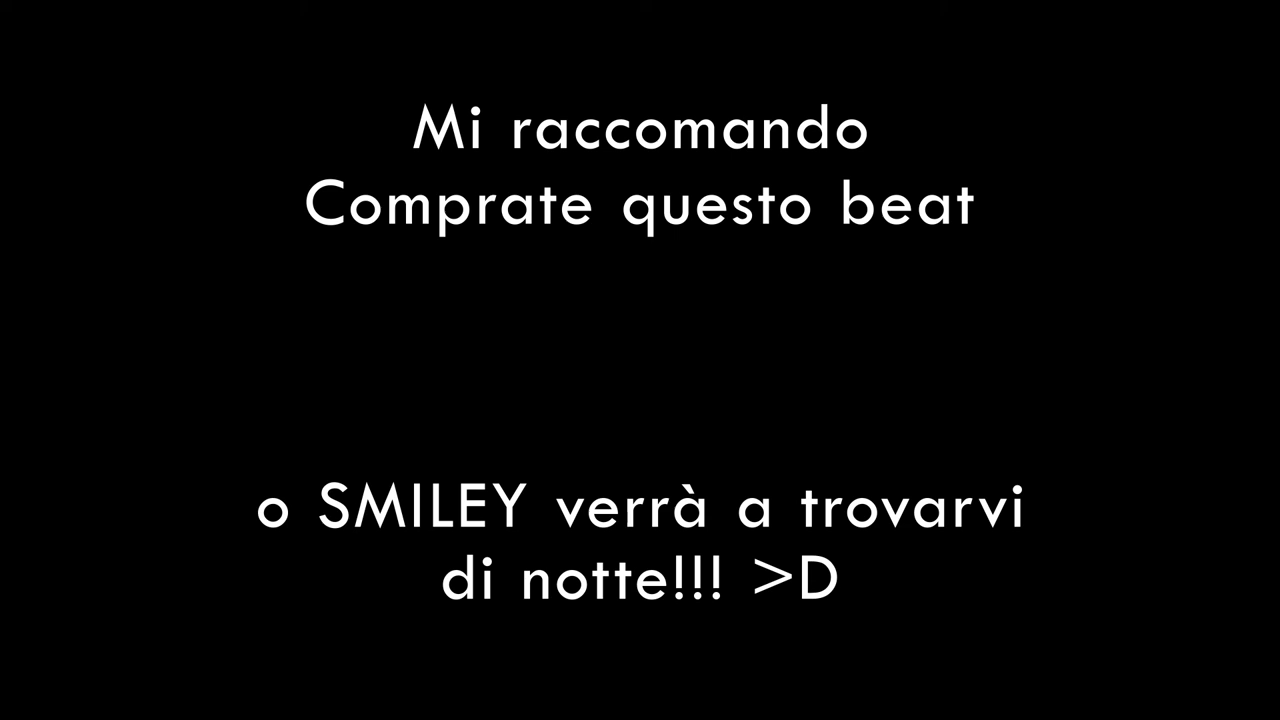 Mi raccomando
Comprate questo beat
o SMILEY verrà a trovarvi
di notte!!! >D